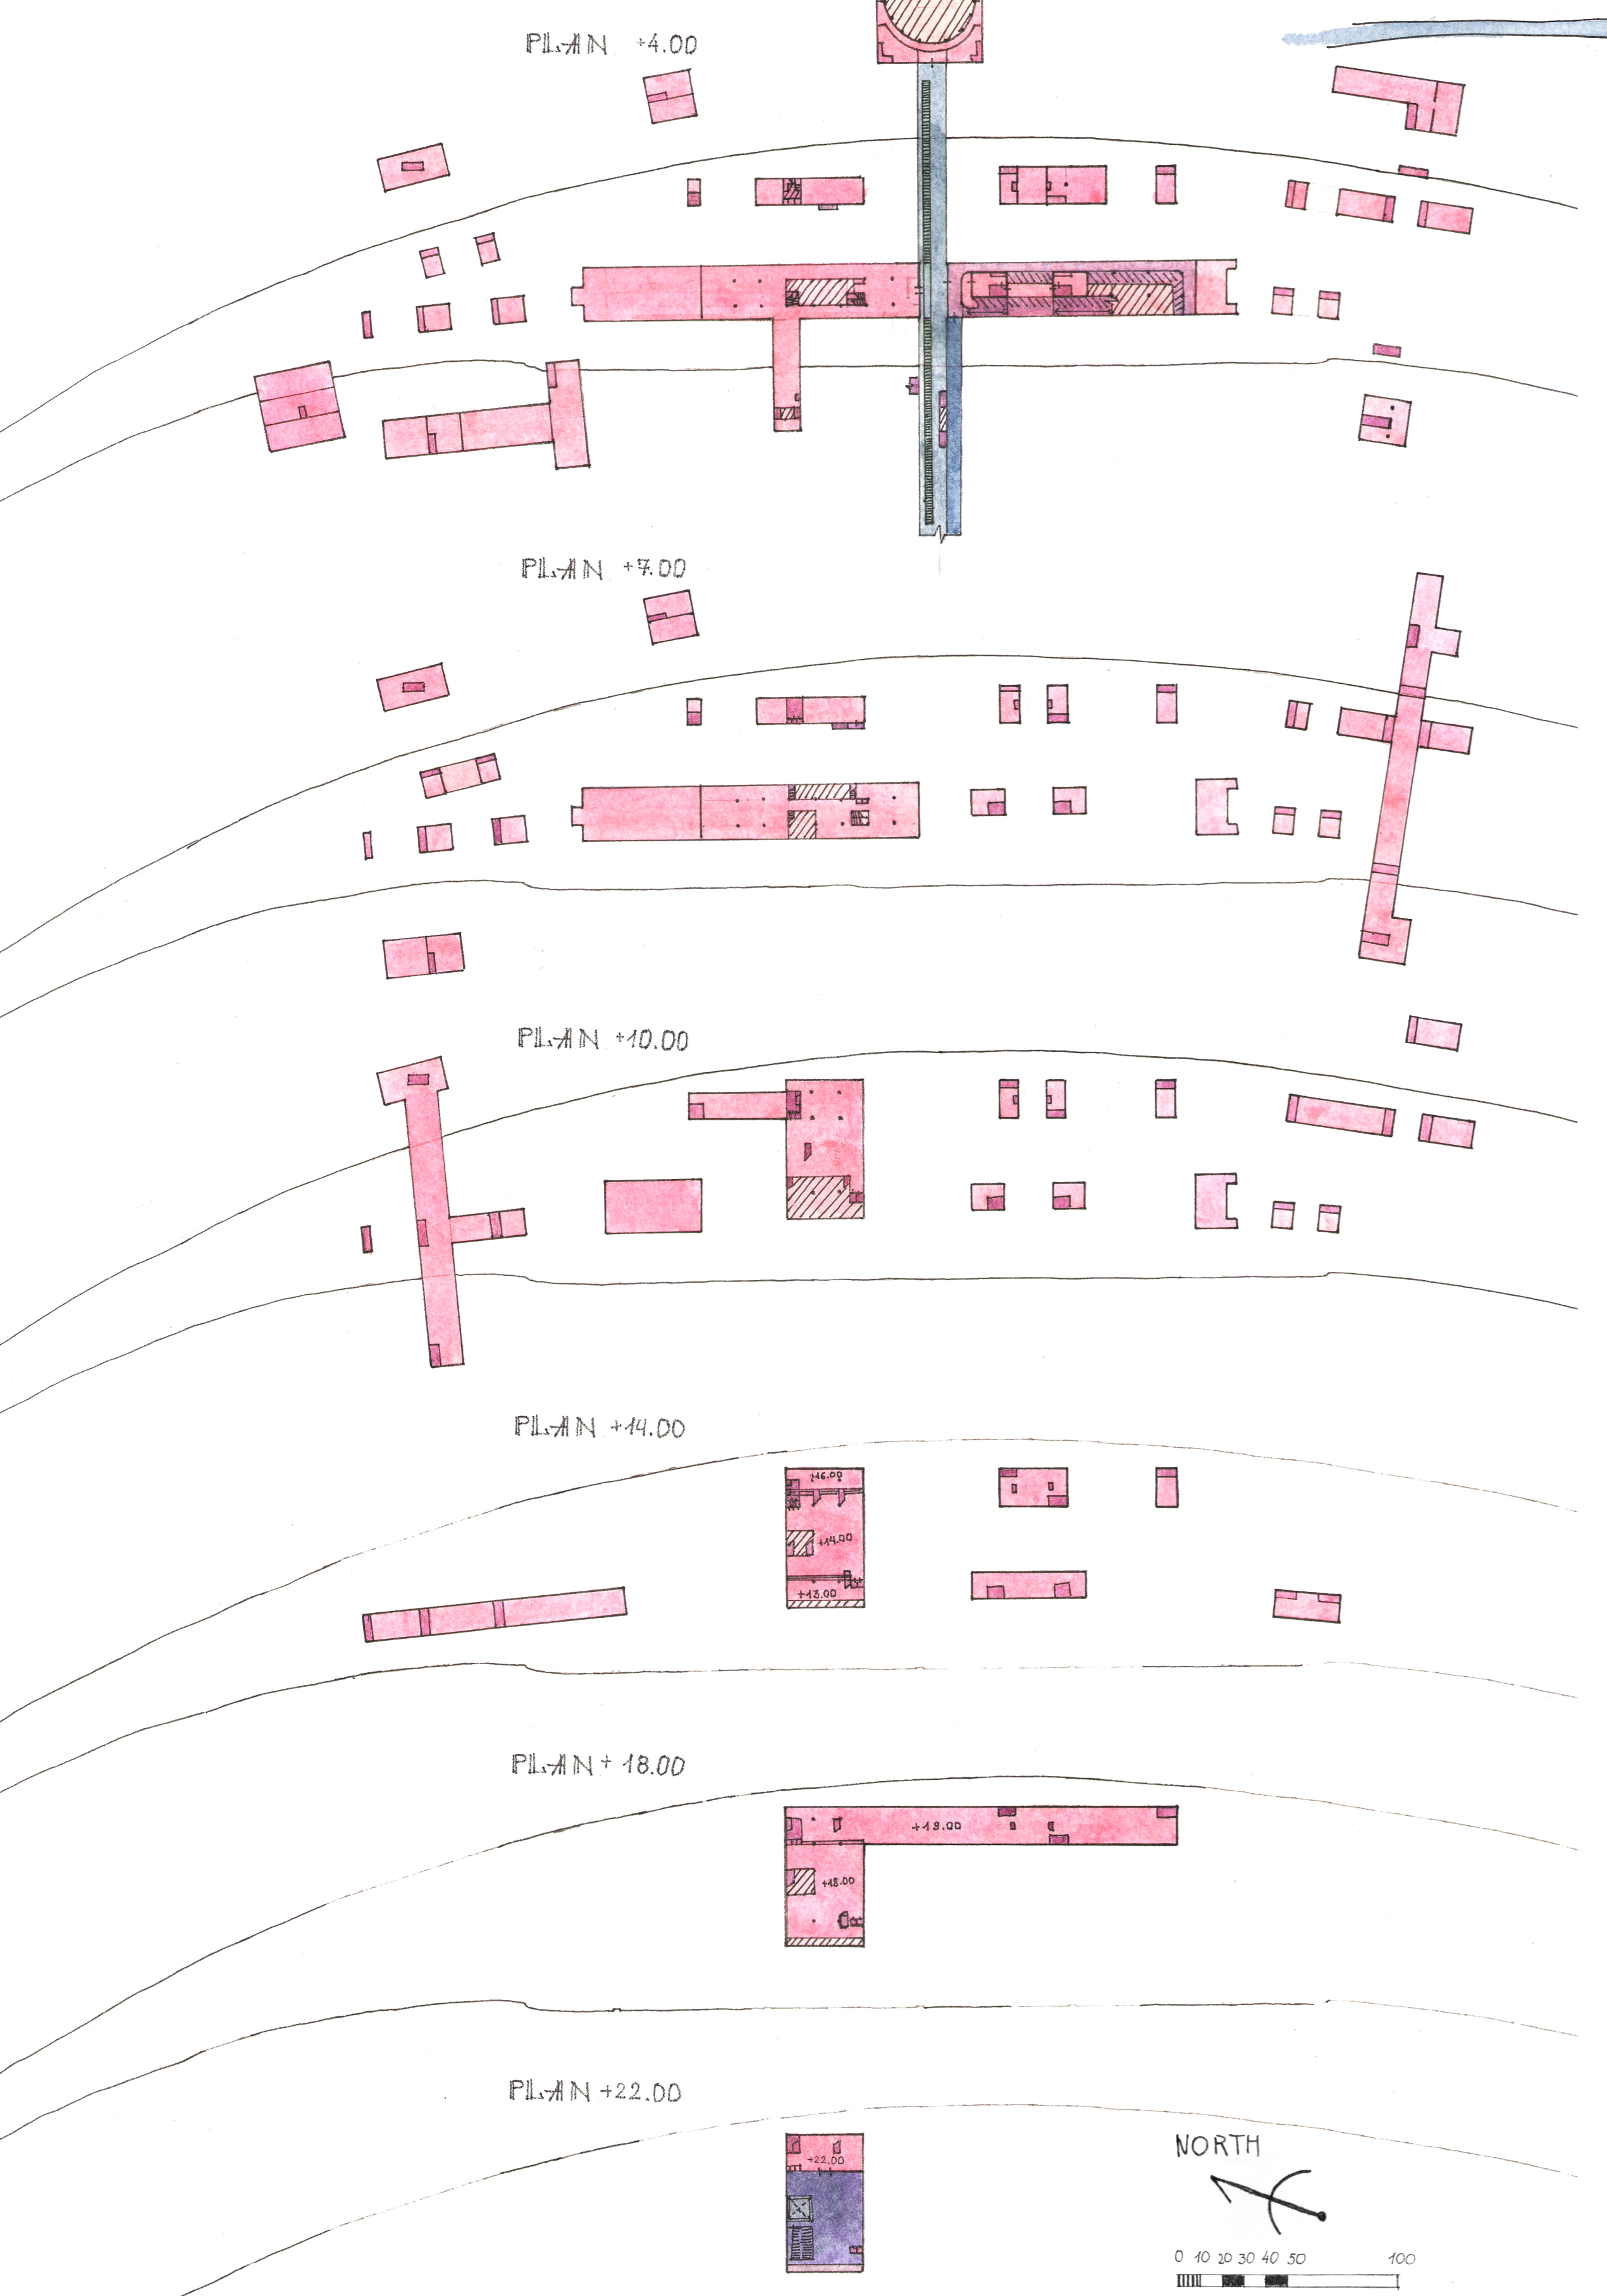 PLAN +4.00
PLAN +7.00
PLAN +10.00
PLAN +14.00
+16.00
+14.00
+13.00
PLAN + 18.00
+19.00
+18.00
PLAN +22.00
+22.00
NORTH
0 10 20 30 40 50 100